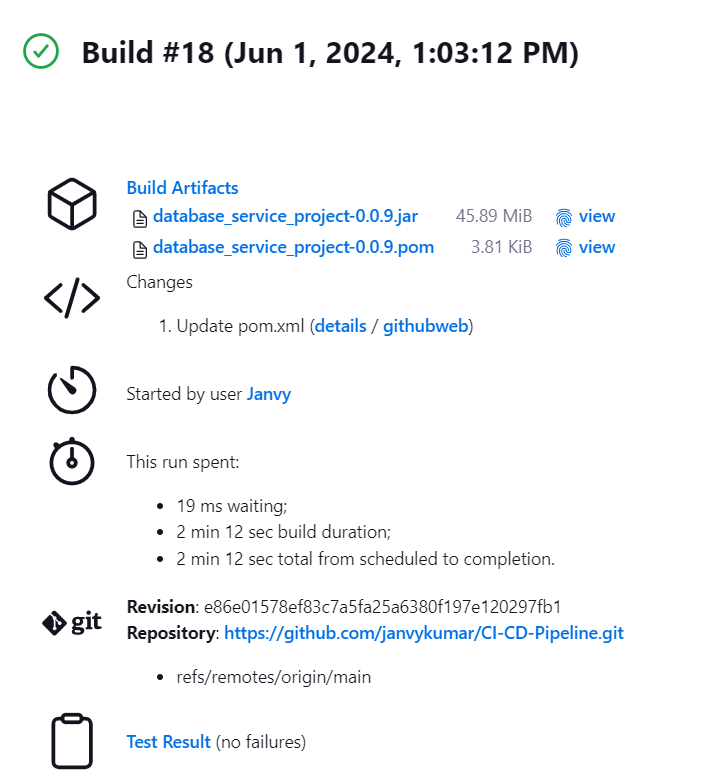 Build #18 (Jun 1, 2024, 1:03:12 PM)
Build Artifacts
database_service_project-0.0.9.jar 45.89 MiB view
database_service_project-0.0.9.pom 3.81 KiB view
Changes
1. Update pom.xml (details / githubweb)
Started by user Janvy
This run spent:
• 19 ms waiting;
• 2 min 12 sec build duration;
• 2 min 12 sec total from scheduled to completion.
git
Revision: e86e01578ef83c7a5fa25a6380f197e120297fb1
Repository: https://github.com/janvykumar/CI-CD-Pipeline.git
• refs/remotes/origin/main
Test Result (no failures)